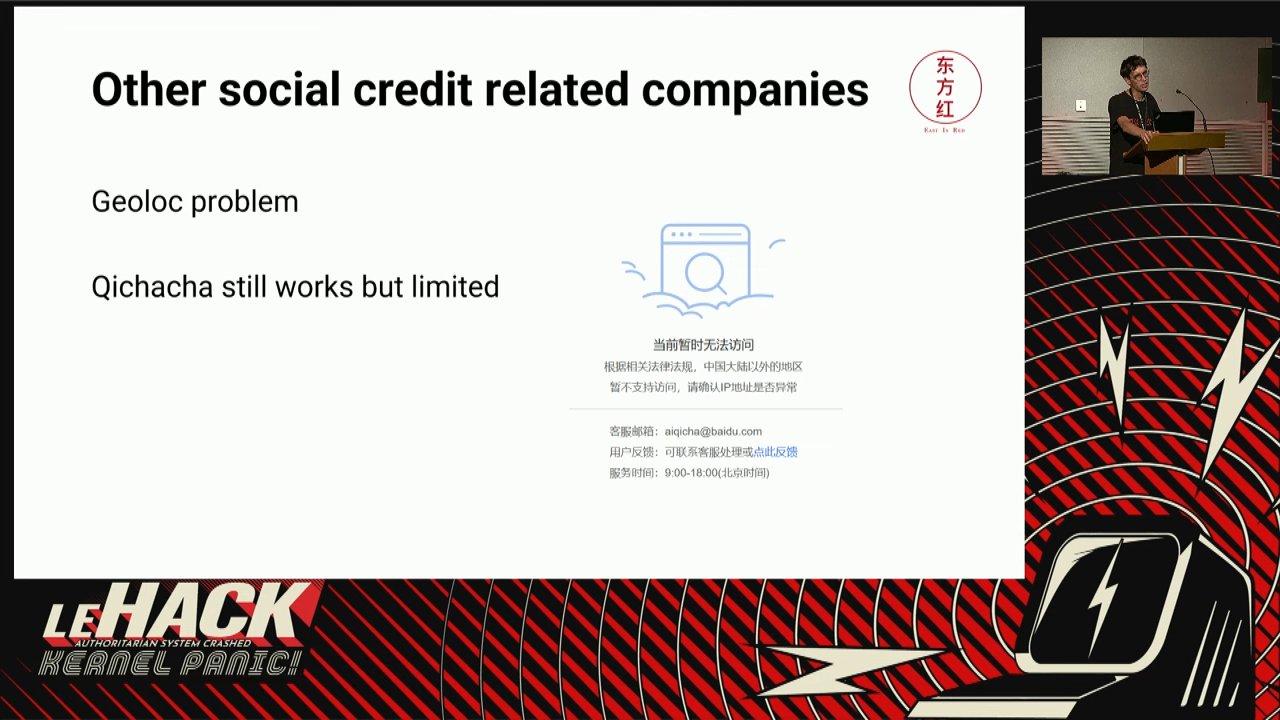 Other social credit related companies
东
方
红
East Is Red
Geoloc problem
Qichacha still works but limited
当前暂时无法访问
根据相关法律法规，中国大陆以外的地区
暂不支持访问，请确认IP地址是否异常
客服邮箱：aiqicha@baidu.com
用户反馈：可联系客服处理或点此反馈
服务时间：9:00-18:00(北京时间)
LEHACK
AUTHORITARIAN SYSTEM CRASHED
KERNEL PANIC!